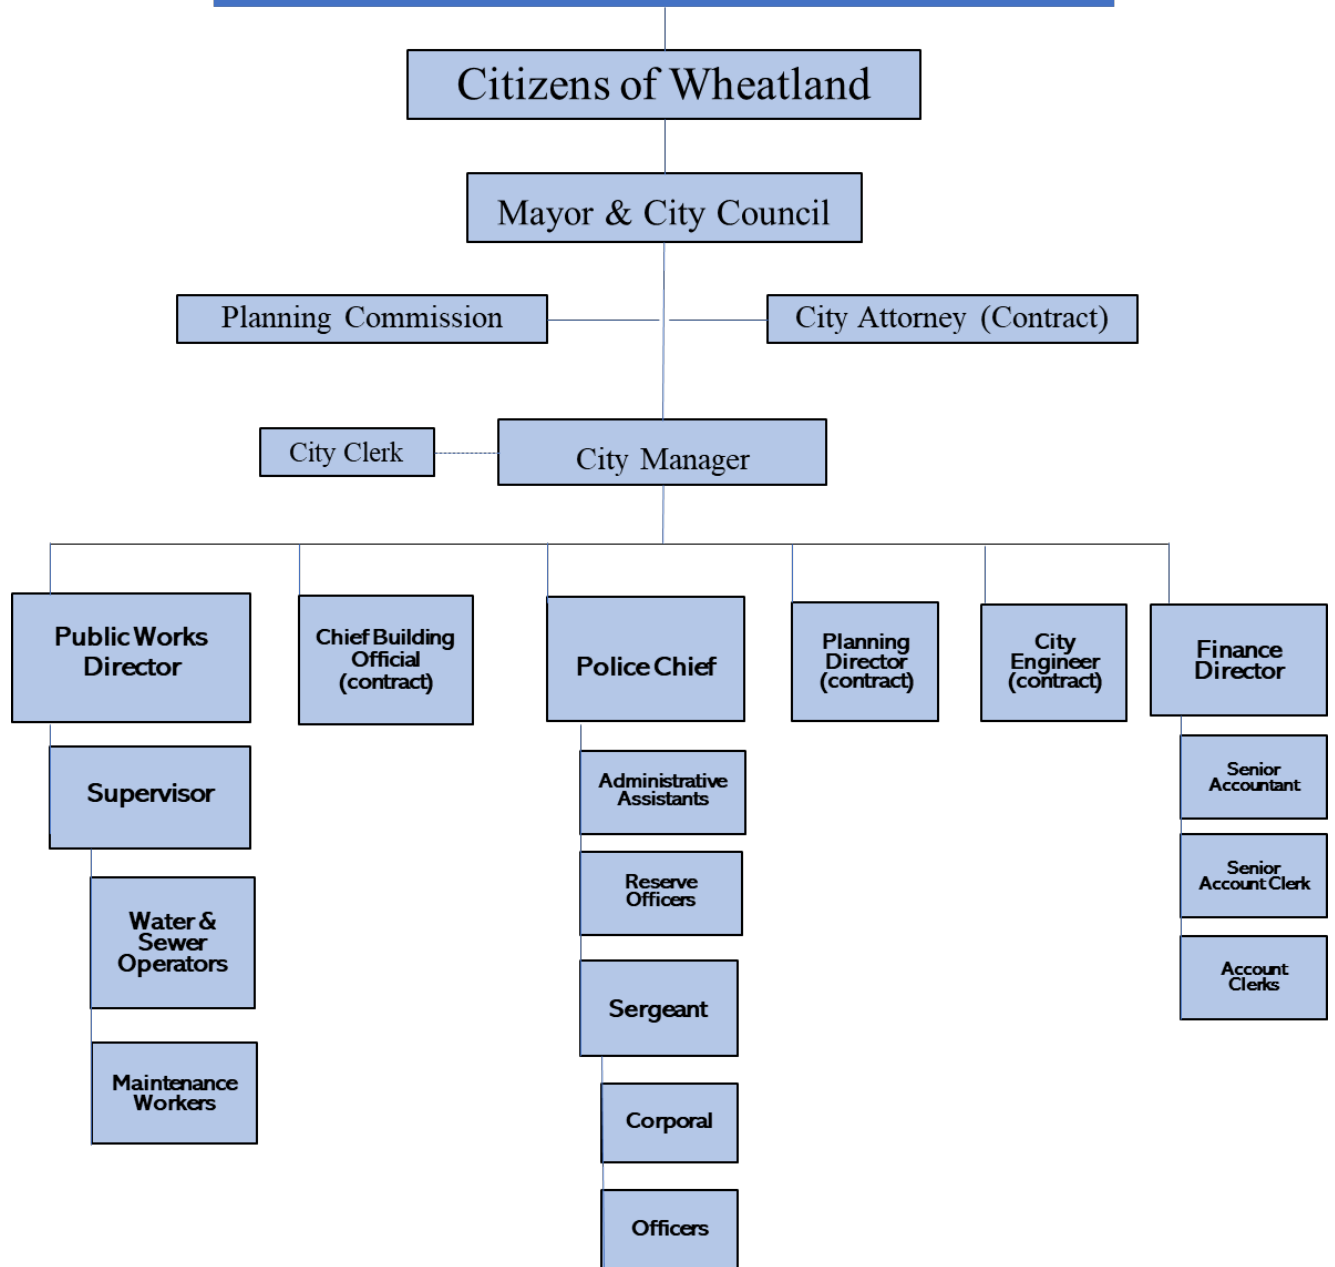 Citizens of Wheatland
Mayor & City Council
Planning Commission
City Attorney (Contract)
City Clerk
City Manager
Public Works
Director
Chief Building
Official
(contract)
Police Chief
Planning
Director
(contract)
City
Engineer
(contract)
Finance
Director
Supervisor
Administrative
Assistants
Senior
Accountant
Reserve
Officers
Senior
Account Clerk
Water &
Sewer
Operators
Sergeant
Account
Clerks
Maintenance
Workers
Corporal
Officers